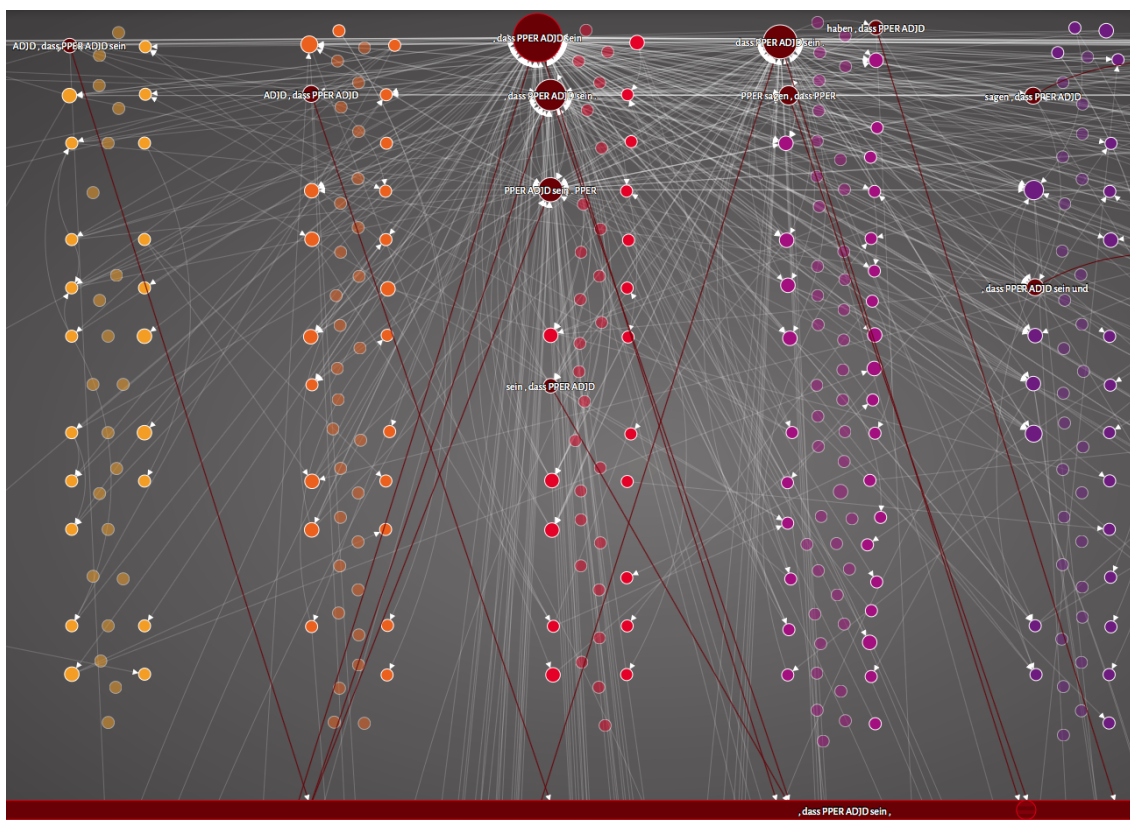 haben , dass PPER ADJD
, dass PPER ADJD sein
, dass PPER ADJD sein ,
ADJD , dass PPER ADJD sein
ADJD , dass PPER ADJD
, dass PPER ADJD sein .
PPER sagen , dass PPER
sagen , dass PPER ADJD
PPER ADJD sein . PPER
, dass PPER ADJD sein und
sein , dass PPER ADJD
, dass PPER ADJD sein ,